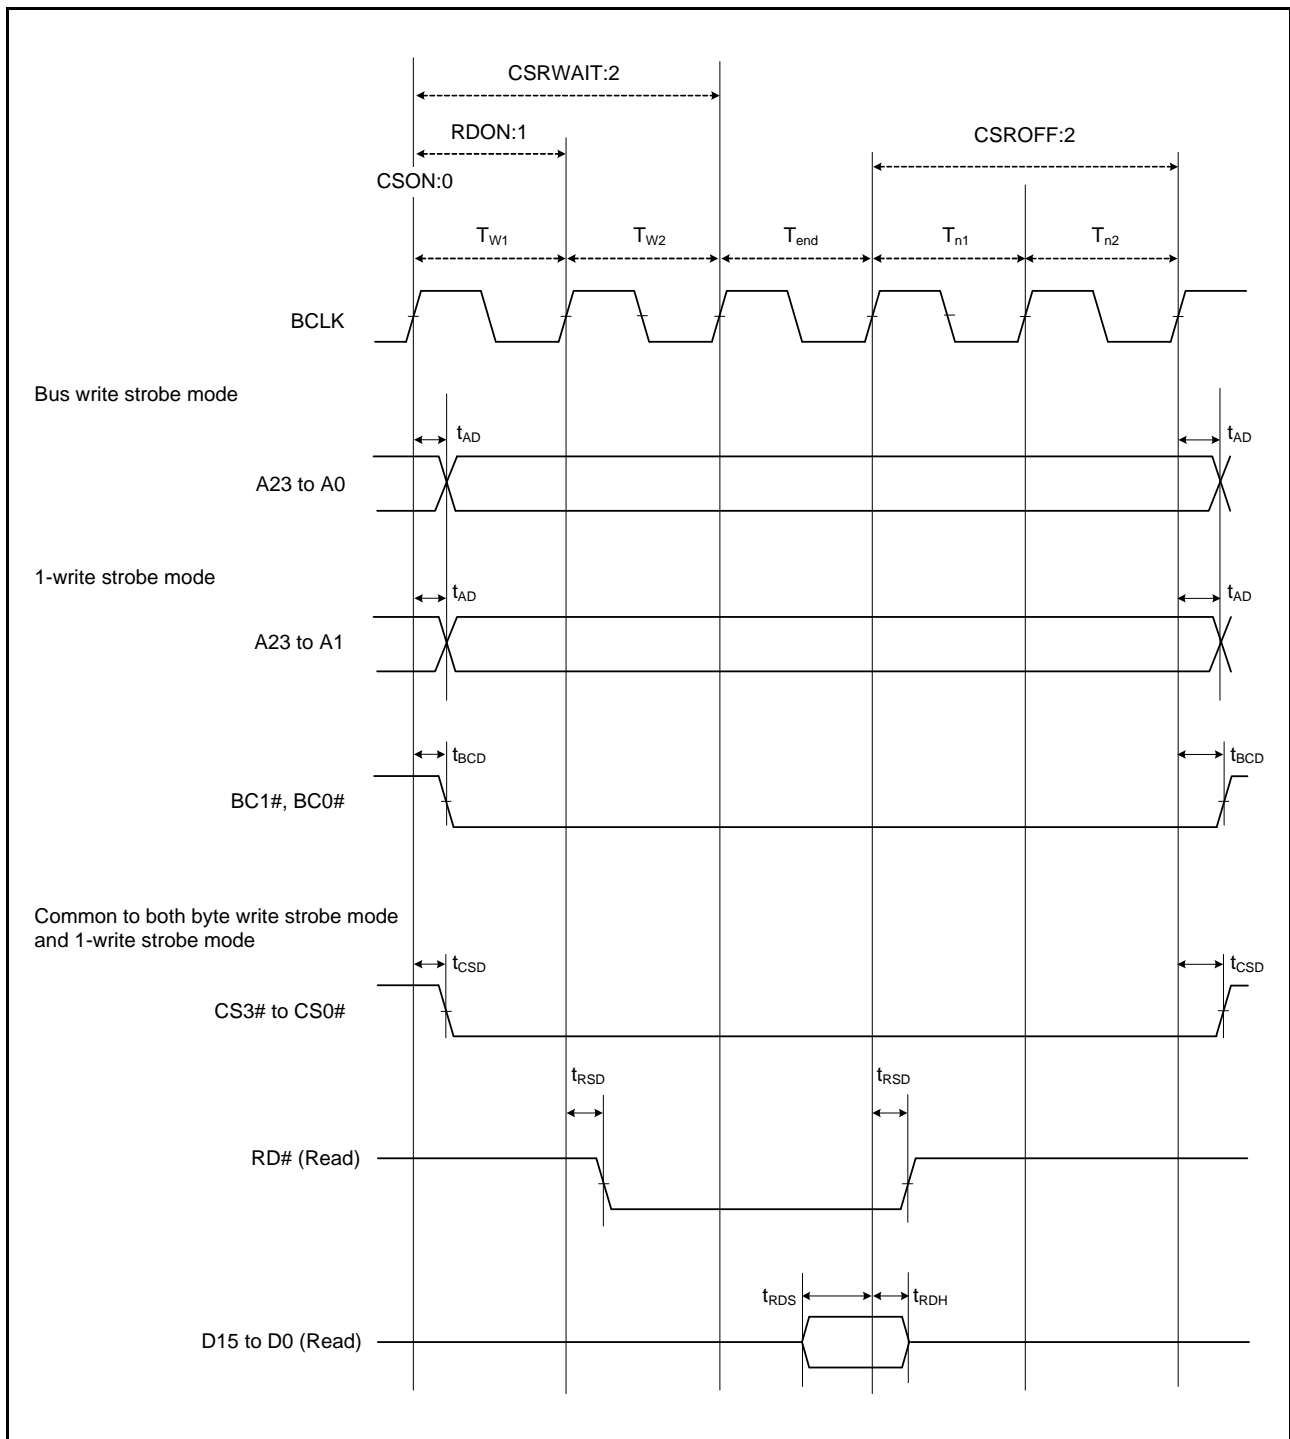 CSRWAIT:2
RDON:1
CSROFF:2
CSON:0
TW1 TW2 Tend Tn1 Tn2
BCLK
Bus write strobe mode
tAD tAD
A23 to A0
1-write strobe mode
tAD tAD
A23 to A1
tBCD tBCD
BC1#, BC0#
Common to both byte write strobe mode
and 1-write strobe mode
tCSD tCSD
CS3# to CS0#
tRSD tRSD
RD# (Read)
tRDS tRDH
D15 to D0 (Read)